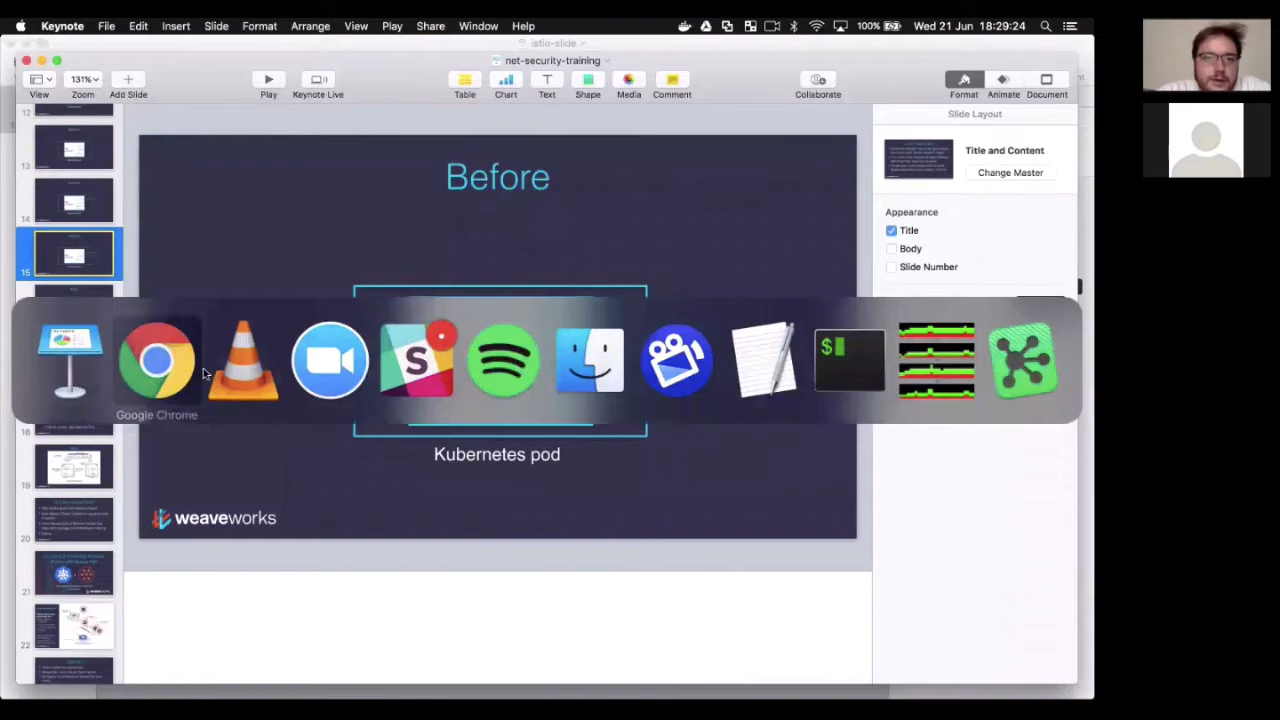 Keynote File Edit Insert Slide Format Arrange View Play Share Window Help 100% Wed 21 Jun 18:29:24
istio-slide
net-security-training
131%
View Zoom Add Slide Play Keynote Live Table Chart Text Shape Media Comment Collaborate Format Animate Document
Slide Layout
Title and Content
Change Master
Appearance
Title
Body
Slide Number
12
13
14
15
18
19
20
21
22
Before
$
S
Google Chrome
Kubernetes pod
weaveworks